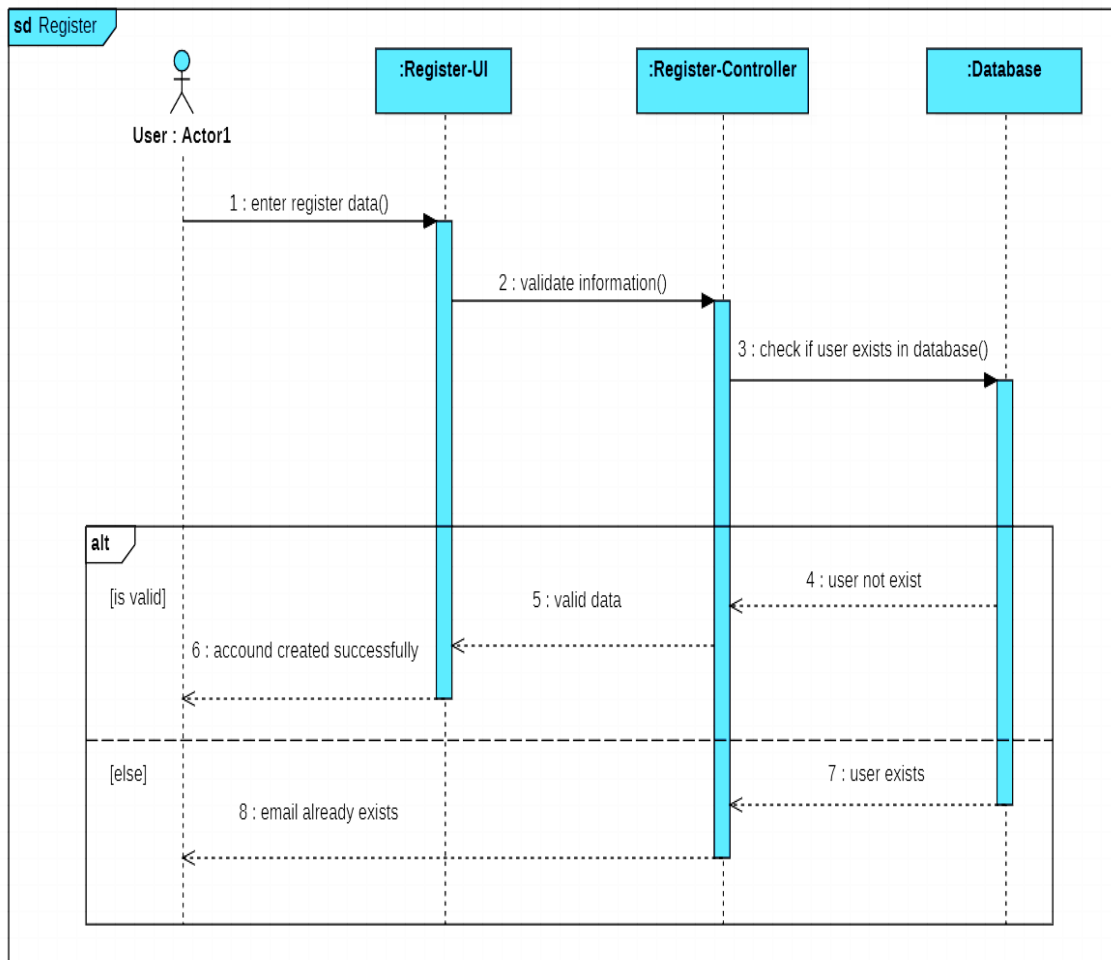 sd Register
:Register-UI
:Register-Controller
:Database
User : Actor1
1 : enter register data()
2 : validate information()
3 : check if user exists in database()
alt
[is valid]
4 : user not exist
5 : valid data
6 : accound created successfully
[else]
7 : user exists
8 : email already exists